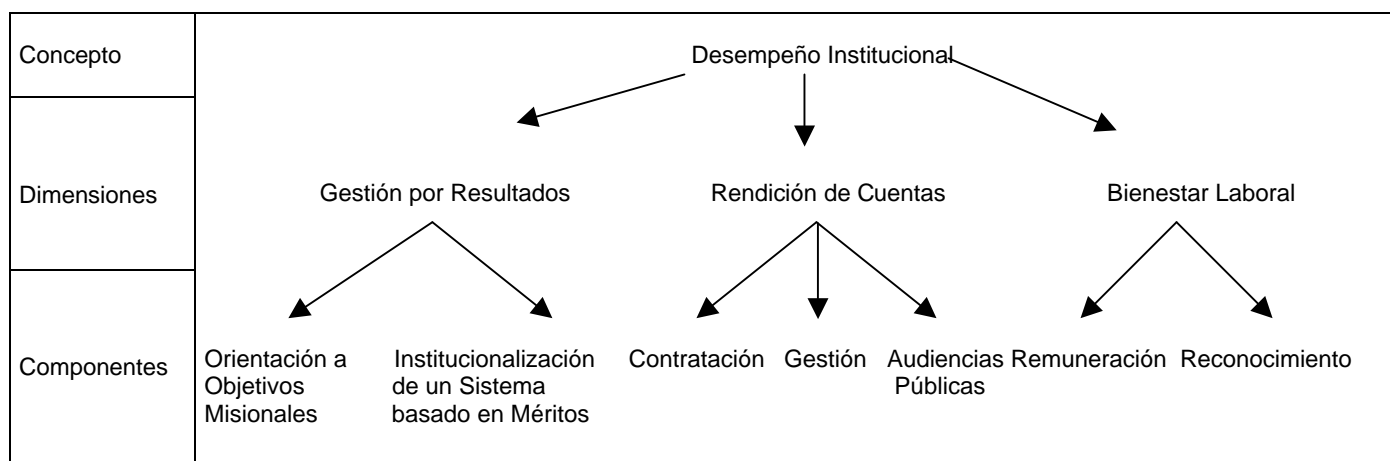 Concepto
Desempeño Institucional
Dimensiones
Gestión por Resultados
Rendición de Cuentas
Bienestar Laboral
Componentes
Orientación a
Objetivos
Misionales
Institucionalización
de un Sistema
basado en Méritos
Contratación
Gestión
Audiencias
Públicas
Remuneración
Reconocimiento